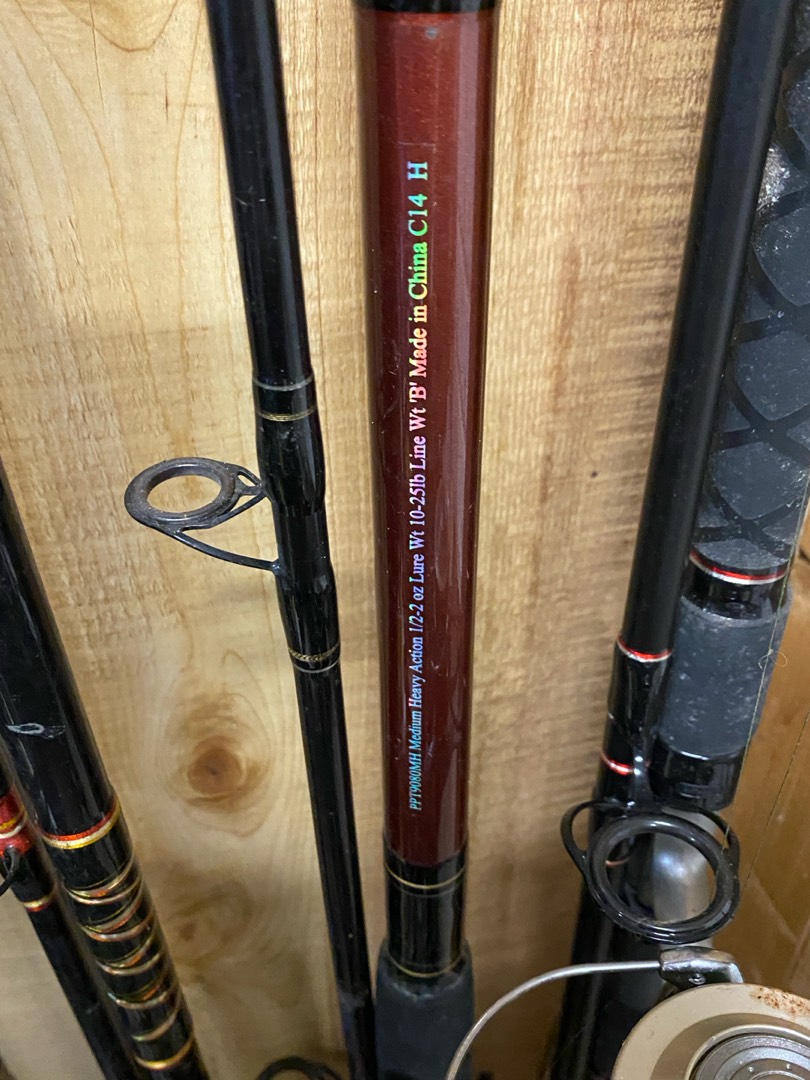 PPT9080MH Medium Heavy Action 1/2-2 oz Lure Wt 10-25lb Line Wt 'B' Made in China C14 H